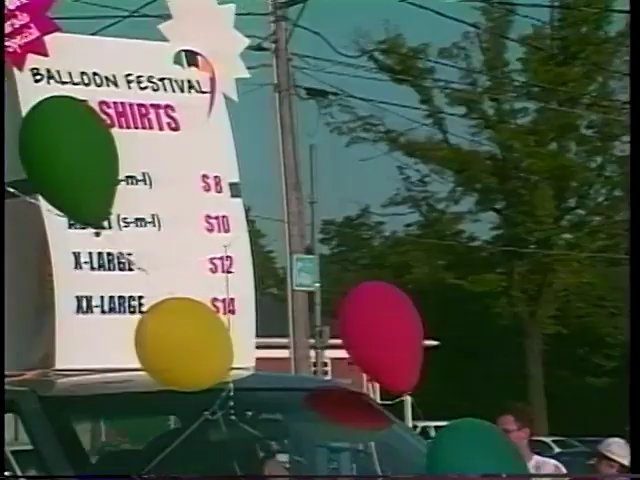 BALLOON FESTIVAL
SHIRTS
-m-l) $8
(s-m-l) $10
X-LARGE $12
XX-LARGE $14